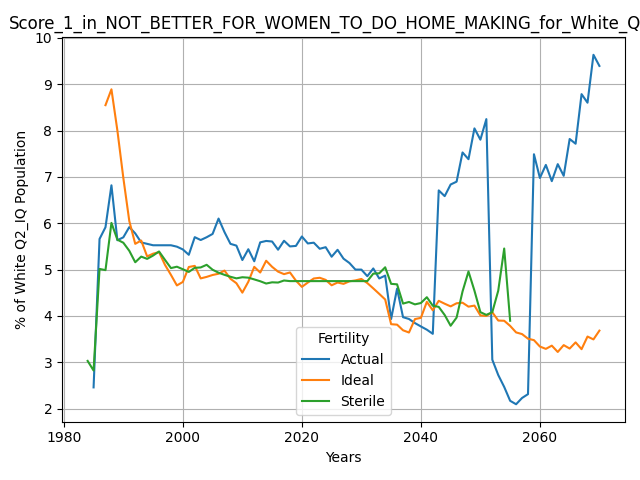 Score_1_in_NOT_BETTER_FOR_WOMEN_TO_DO_HOME_MAKING_for_White_Q
10
9
8
7
6
5
4
3
2
% of White Q2_IQ Population
1980
2000
2020
2040
2060
Years
Fertility
Actual
Ideal
Sterile